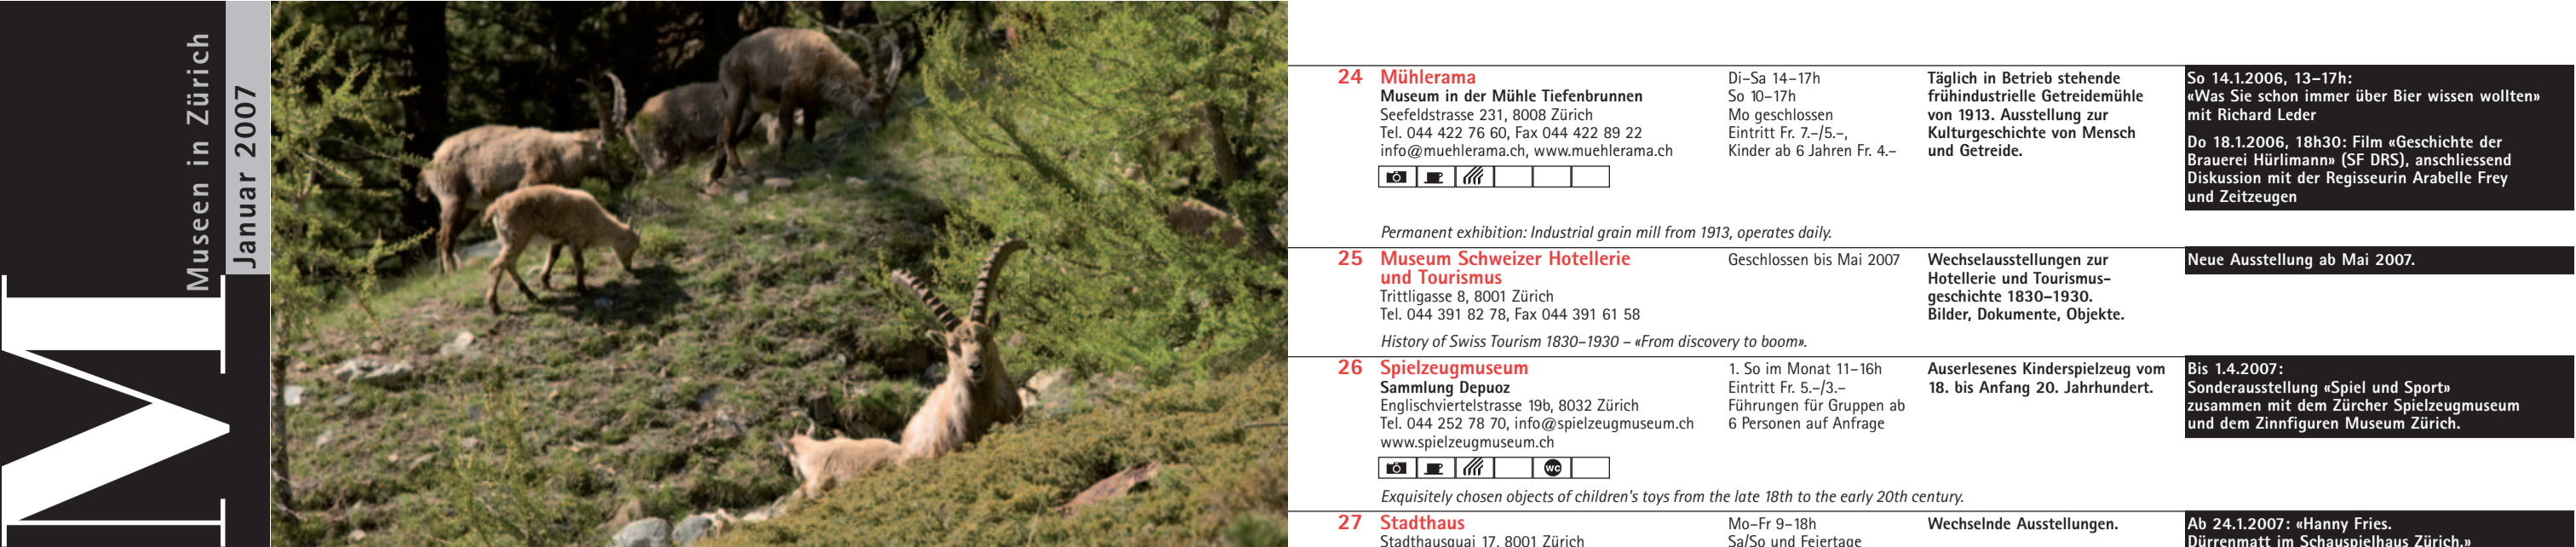 Museen in Zürich
Januar 2007
M
24 Mühlerama
Museum in der Mühle Tiefenbrunnen
Seefeldstrasse 231, 8008 Zürich
Tel. 044 422 76 60, Fax 044 422 89 22
info@muehlerama.ch, www.muehlerama.ch
Di–Sa 14–17h
So 10–17h
Mo geschlossen
Eintritt Fr. 7.–/5.–,
Kinder ab 6 Jahren Fr. 4.–
Täglich in Betrieb stehende
frühindustrielle Getreidemühle
von 1913. Ausstellung zur
Kulturgeschichte von Mensch
und Getreide.
So 14.1.2006, 13–17h:
«Was Sie schon immer über Bier wissen wollten»
mit Richard Leder
Do 18.1.2006, 18h30: Film «Geschichte der
Brauerei Hürlimann» (SF DRS), anschliessend
Diskussion mit der Regisseurin Arabelle Frey
und Zeitzeugen
Permanent exhibition: Industrial grain mill from 1913, operates daily.
25 Museum Schweizer Hotellerie
und Tourismus
Trittligasse 8, 8001 Zürich
Tel. 044 391 82 78, Fax 044 391 61 58
Geschlossen bis Mai 2007
Wechselausstellungen zur
Hotellerie und Tourismus-
geschichte 1830–1930.
Bilder, Dokumente, Objekte.
Neue Ausstellung ab Mai 2007.
History of Swiss Tourism 1830–1930 – «From discovery to boom».
26 Spielzeugmuseum
Sammlung Depuoz
Englischviertelstrasse 19b, 8032 Zürich
Tel. 044 252 78 70, info@spielzeugmuseum.ch
www.spielzeugmuseum.ch
WC
1. So im Monat 11–16h
Eintritt Fr. 5.–/3.–
Führungen für Gruppen ab
6 Personen auf Anfrage
Auserlesenes Kinderspielzeug vom
18. bis Anfang 20. Jahrhundert.
Bis 1.4.2007:
Sonderausstellung «Spiel und Sport»
zusammen mit dem Zürcher Spielzeugmuseum
und dem Zinnfiguren Museum Zürich.
Exquisitely chosen objects of children's toys from the late 18th to the early 20th century.
27 Stadthaus
Stadthausquai 17, 8001 Zürich
Mo–Fr 9–18h
Sa/So und Feiertage
Wechselnde Ausstellungen.
Ab 24.1.2007: «Hanny Fries.
Dürrenmatt im Schauspielhaus Zürich.»